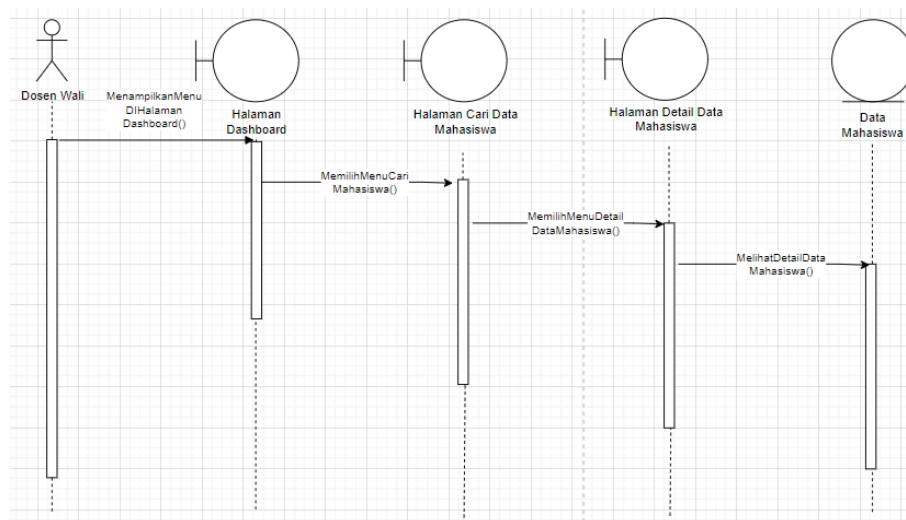 Dosen Wali
Halaman
Dashboard
Halaman Cari Data
Mahasiswa
Halaman Detail Data
Mahasiswa
Data
Mahasiswa
MenampilkanMenu
DIHalaman
Dashboard()
MemilihMenuCari
Mahasiswa()
MemilihMenuDetail
DataMahasiswa()
MelihatDetailData
Mahasiswa()